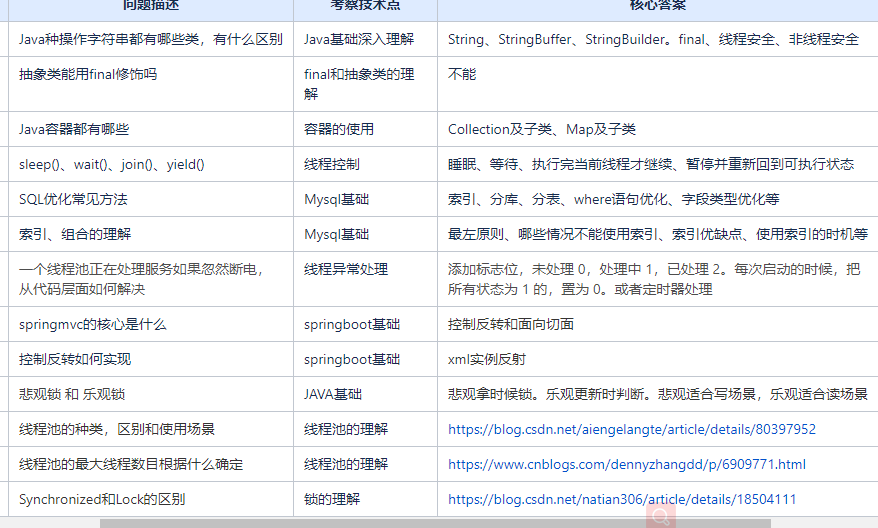 问题描述 考察技术点 核心答案
Java种操作字符串都有哪些类，有什么区别 Java基础深入理解 String、StringBuffer、StringBuilder。final、线程安全、非线程安全
抽象类能用final修饰吗 final和抽象类的理解 不能
Java容器都有哪些 容器的使用 Collection及子类、Map及子类
sleep()、wait()、join()、yield() 线程控制 睡眠、等待、执行完当前线程才继续、暂停并重新回到可执行状态
SQL优化常见方法 Mysql基础 索引、分库、分表、where语句优化、字段类型优化等
索引、组合的理解 Mysql基础 最左原则、哪些情况不能使用索引、索引优缺点、使用索引的时机等
一个线程池正在处理服务如果忽然断电， 线程异常处理 添加标志位，未处理 0，处理中 1，已处理 2。每次启动的时候，把
从代码层面如何解决 所有状态为 1 的，置为 0。或者定时器处理
springmvc的核心是什么 springboot基础 控制反转和面向切面
控制反转如何实现 springboot基础 xml实例反射
悲观锁 和 乐观锁 JAVA基础 悲观拿时候锁。乐观更新时判断。悲观适合写场景，乐观适合读场景
线程池的种类，区别和使用场景 线程池的理解 https://blog.csdn.net/aiengelangte/article/details/80397952
线程池的最大线程数目根据什么确定 线程池的理解 https://www.cnblogs.com/dennyzhangdd/p/6909771.html
Synchronized和Lock的区别 锁的理解 https://blog.csdn.net/natian306/article/details/18504111